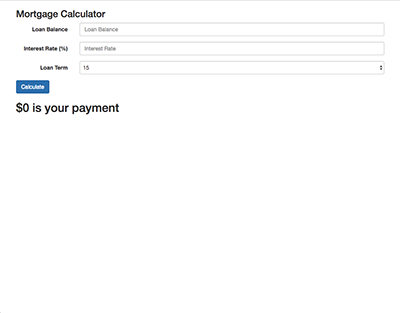 Mortgage Calculator
Loan Balance Loan Balance
Interest Rate (%) Interest Rate
Loan Term 15
Calculate
$0 is your payment